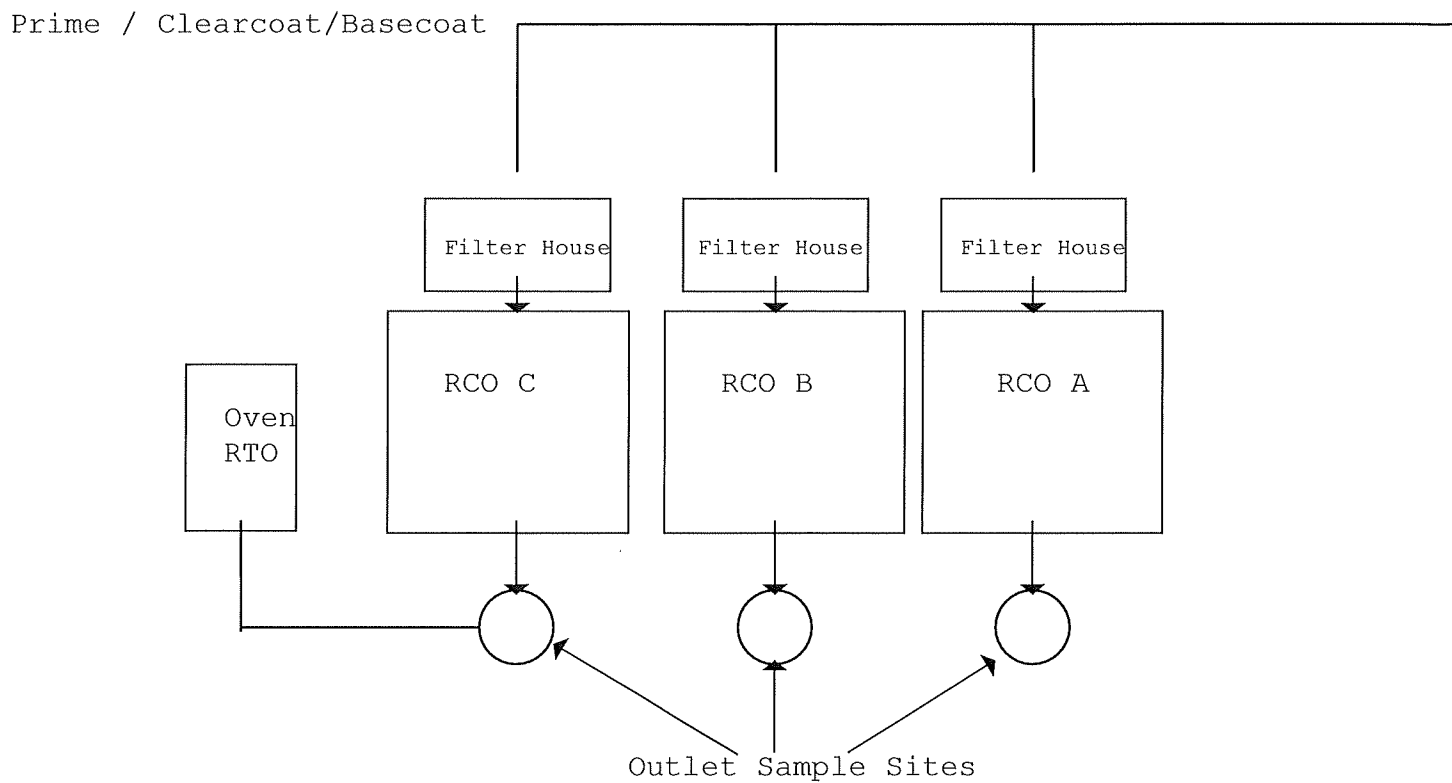 Prime / Clearcoat/Basecoat
Filter House
Filter House
Filter House
RCO C
RCO B
RCO A
Oven
RTO
Outlet Sample Sites